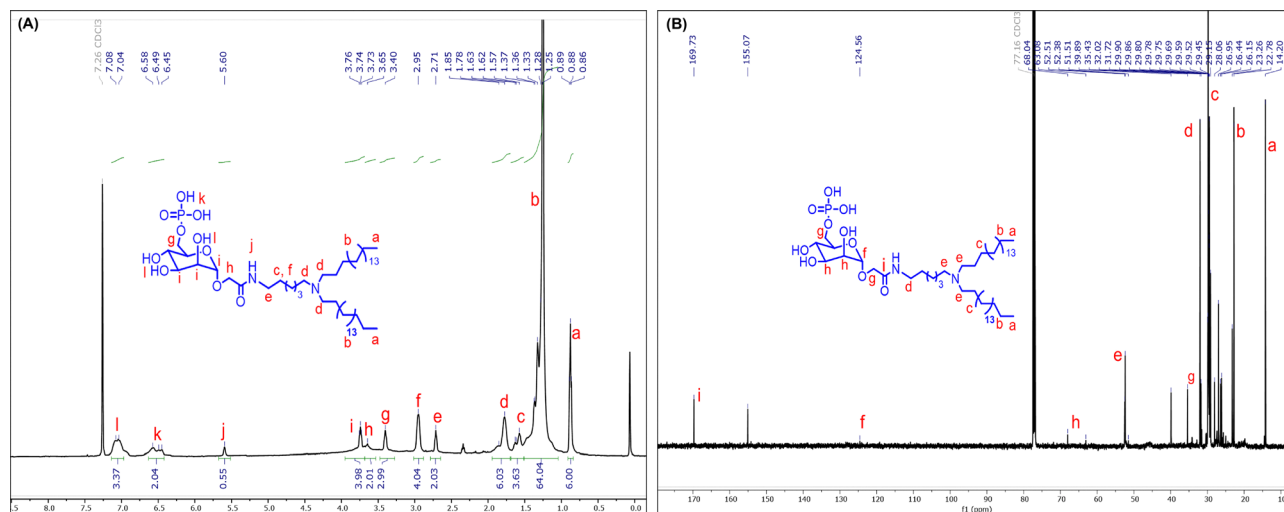 (A)
7.26 CDCl3
7.08
7.04
6.58
6.49
6.45
5.60
3.76
3.74
3.73
3.65
3.40
2.95
2.71
1.85
1.78
1.63
1.62
1.57
1.37
1.36
1.33
1.28
1.25
0.89
0.88
0.86
b
OH k
O=P-OH
g O OH l
HO O i
HO h
l i i
O
j
H
N
O
e
c f d
3
N
d
d
b a
13
13
b a
a
l
k
j
i
h
g
f
e
d
c
3.37
2.04
0.55
3.98
2.01
2.99
4.04
2.03
6.03
3.63
64.04
6.00
8.5 8.0 7.5 7.0 6.5 6.0 5.5 5.0 4.5 4.0 3.5 3.0 2.5 2.0 1.5 1.0 0.5 0.0
(B)
169.73
155.07
124.56
77.16 CDCl3
68.04
63.08
52.51
52.38
51.51
39.89
35.43
32.02
31.72
29.90
29.86
29.80
29.78
29.75
29.69
29.59
29.52
29.45
29.15
28.06
26.95
26.44
26.15
23.26
22.78
14.20
c
d
b
a
OH
O=P-OH
g O OH
HO O f
HO
h h
O
g
i
H
N
O
d
3
e
N
e
e
c
c
b a
13
13
b
a
e
i
f
h
g
170 160 150 140 130 120 110 100 90 80 70 60 50 40 30 20 10
f1 (ppm)